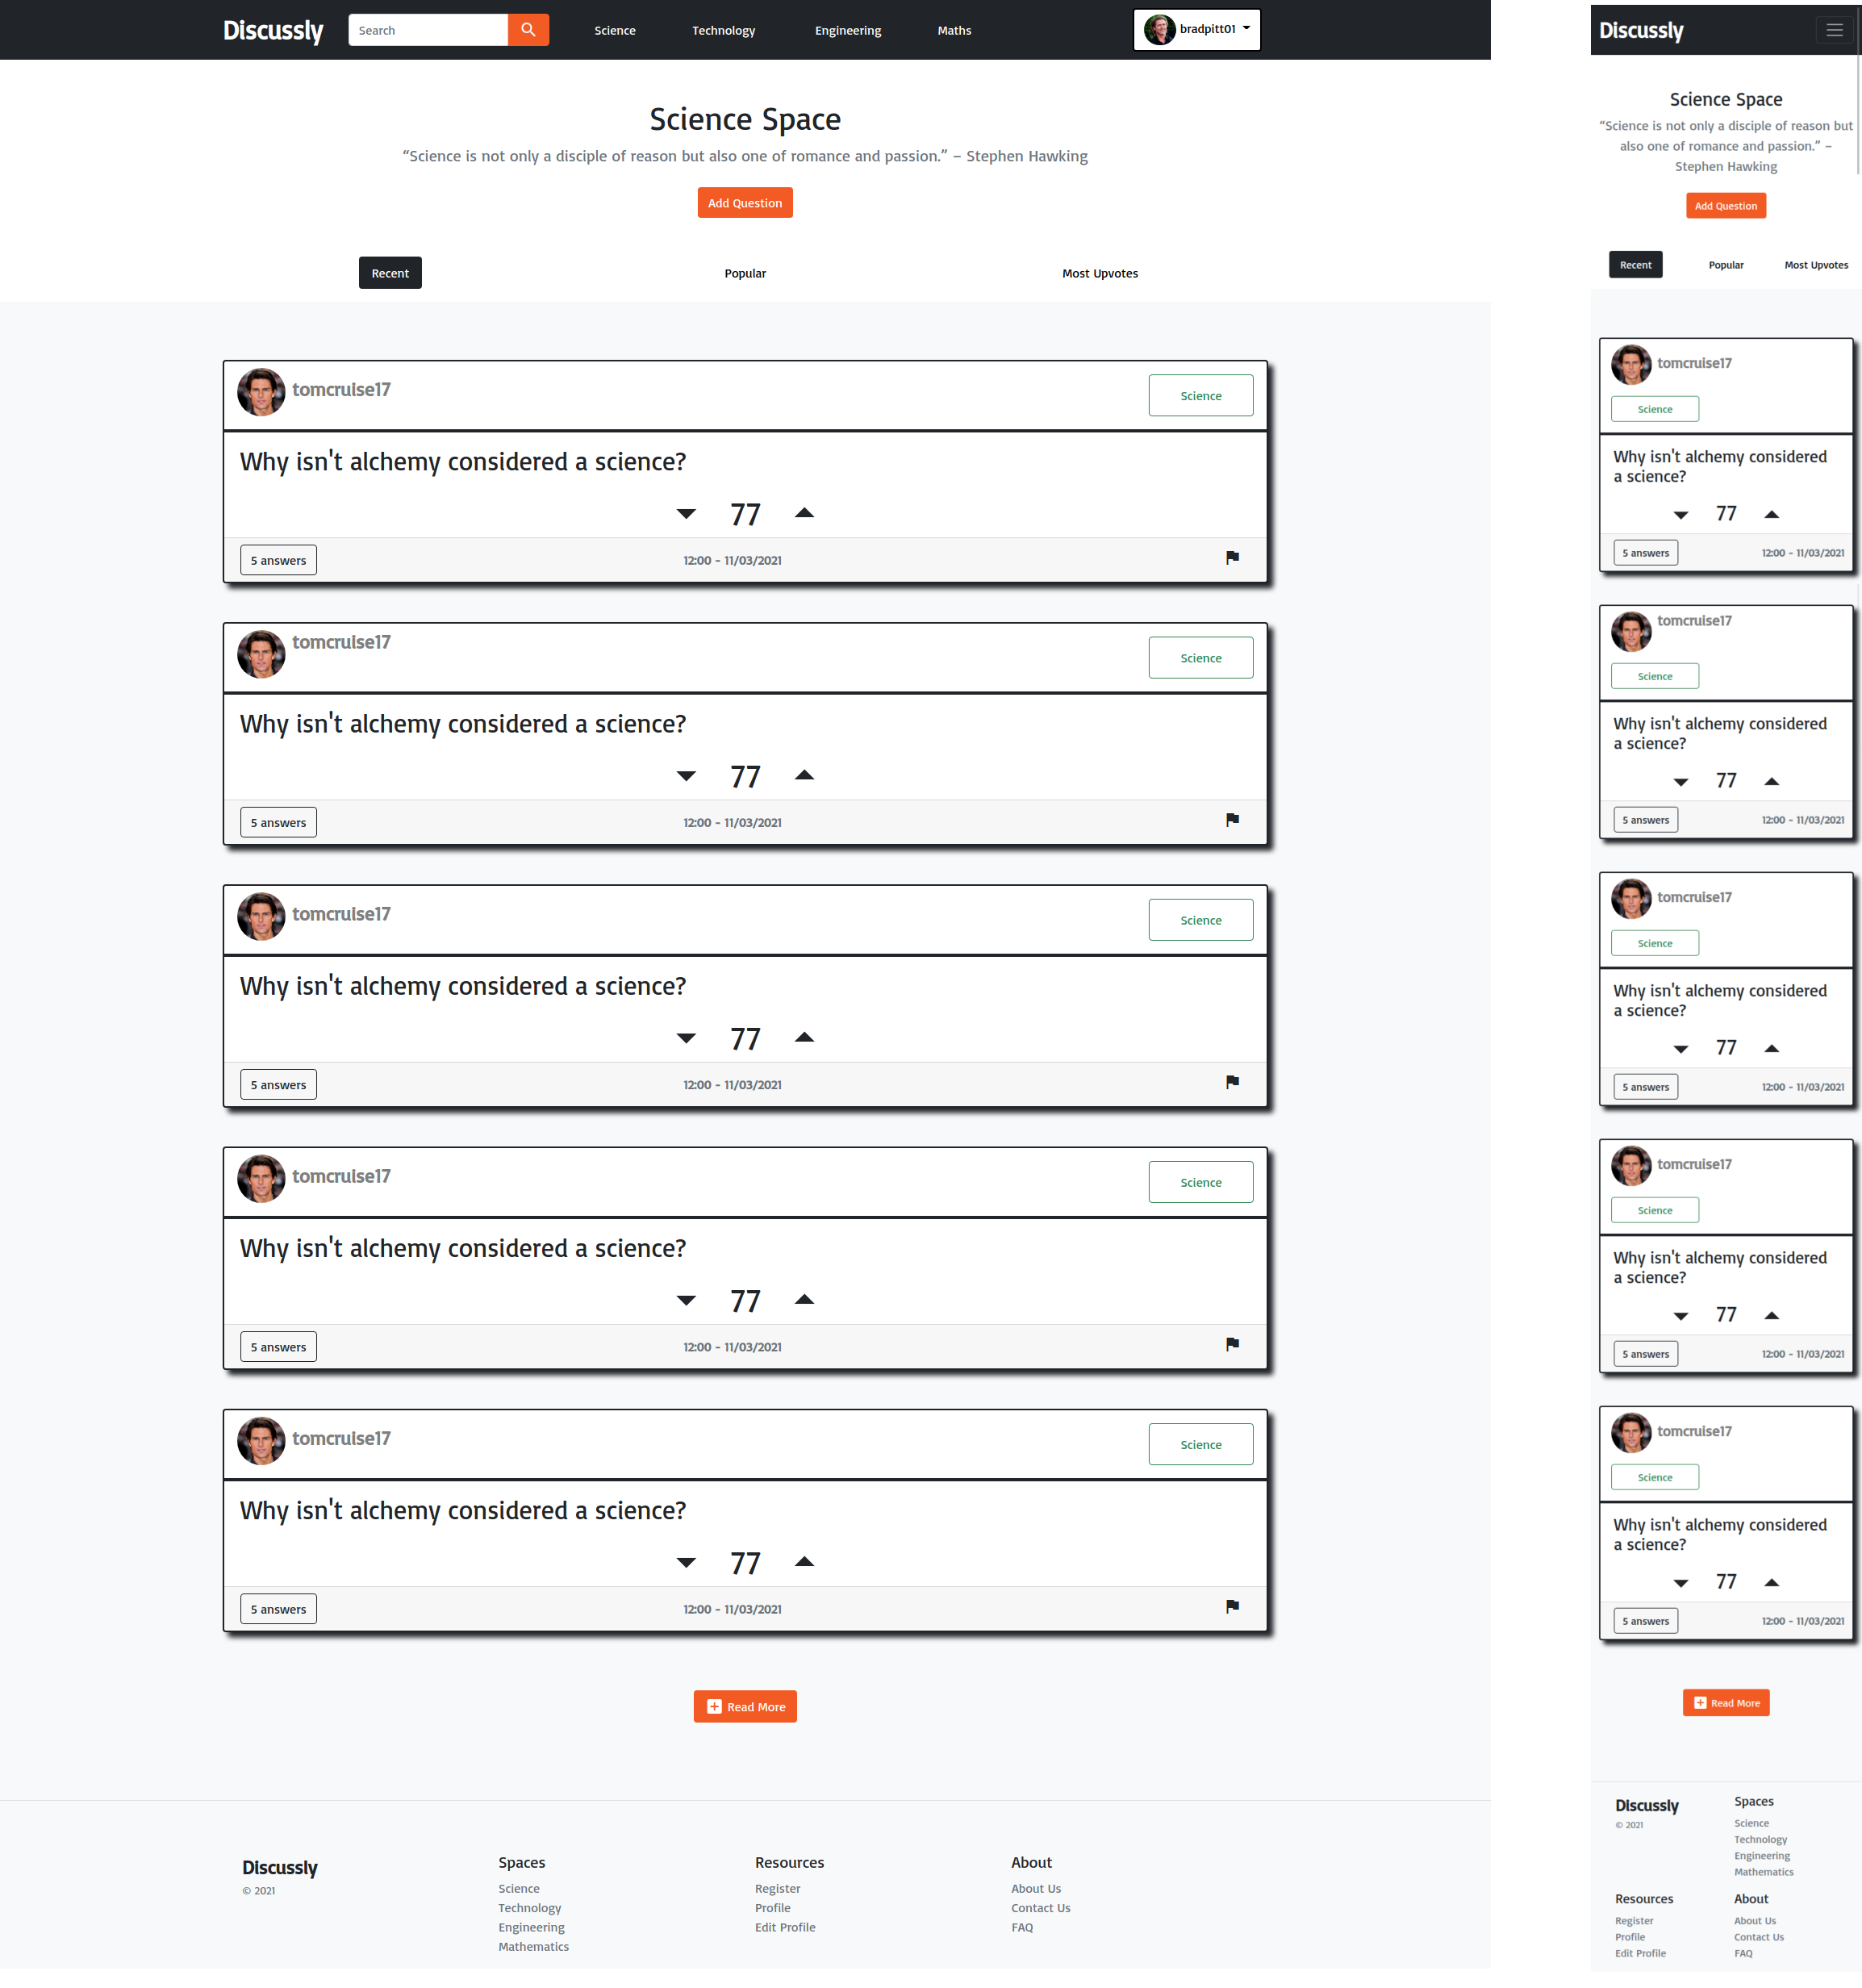 Discussly
Search
Science
Technology
Engineering
Maths
bradpitt01
Science Space
“Science is not only a disciple of reason but also one of romance and passion.” – Stephen Hawking
Add Question
Recent
Popular
Most Upvotes
tomcruise17
Science
Why isn't alchemy considered a science?
77
5 answers
12:00 - 11/03/2021
tomcruise17
Science
Why isn't alchemy considered a science?
77
5 answers
12:00 - 11/03/2021
tomcruise17
Science
Why isn't alchemy considered a science?
77
5 answers
12:00 - 11/03/2021
tomcruise17
Science
Why isn't alchemy considered a science?
77
5 answers
12:00 - 11/03/2021
tomcruise17
Science
Why isn't alchemy considered a science?
77
5 answers
12:00 - 11/03/2021
Read More
Discussly
© 2021
Spaces
Science
Technology
Engineering
Mathematics
Resources
Register
Profile
Edit Profile
About
About Us
Contact Us
FAQ
Discussly
Science Space
“Science is not only a disciple of reason but
also one of romance and passion.” –
Stephen Hawking
Add Question
Recent
Popular
Most Upvotes
tomcruise17
Science
Why isn't alchemy considered
a science?
77
5 answers
12:00 - 11/03/2021
tomcruise17
Science
Why isn't alchemy considered
a science?
77
5 answers
12:00 - 11/03/2021
tomcruise17
Science
Why isn't alchemy considered
a science?
77
5 answers
12:00 - 11/03/2021
tomcruise17
Science
Why isn't alchemy considered
a science?
77
5 answers
12:00 - 11/03/2021
tomcruise17
Science
Why isn't alchemy considered
a science?
77
5 answers
12:00 - 11/03/2021
Read More
Discussly
© 2021
Spaces
Science
Technology
Engineering
Mathematics
Resources
Register
Profile
Edit Profile
About
About Us
Contact Us
FAQ